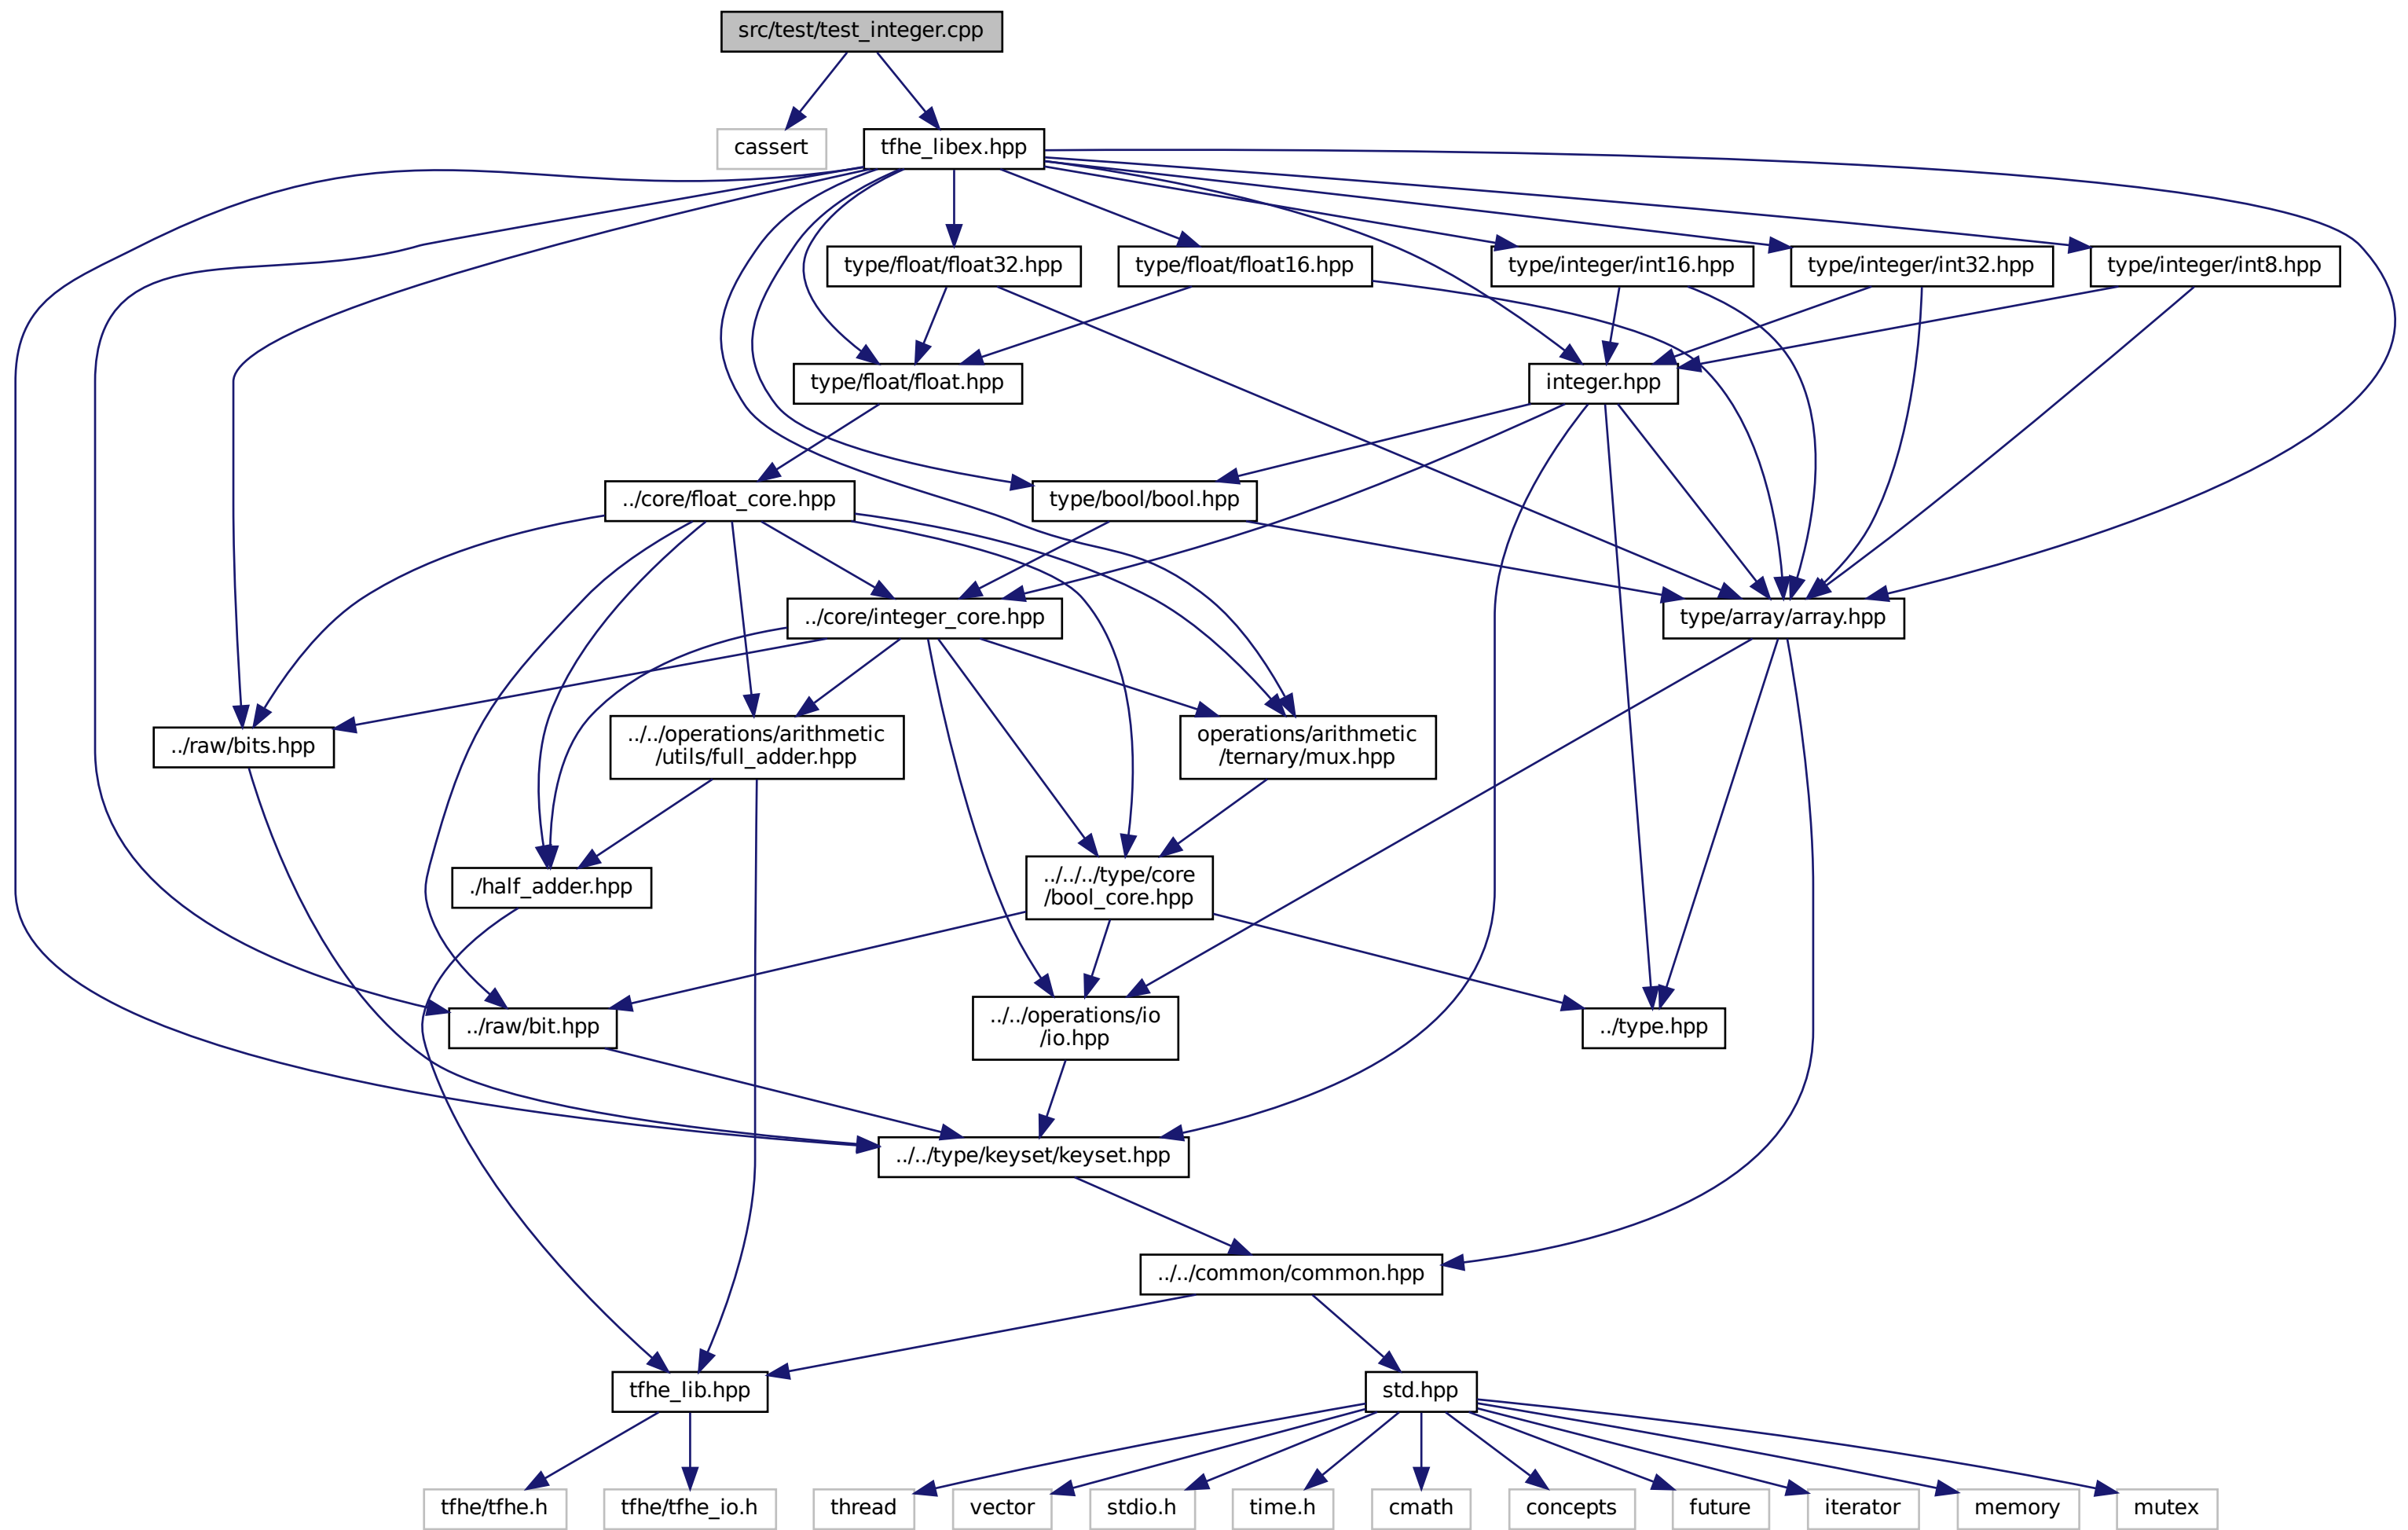 src/test/test_integer.cpp
cassert
tfhe_libex.hpp
type/float/float32.hpp
type/float/float16.hpp
type/integer/int16.hpp
type/integer/int32.hpp
type/integer/int8.hpp
type/float/float.hpp
integer.hpp
../core/float_core.hpp
type/bool/bool.hpp
../core/integer_core.hpp
type/array/array.hpp
../raw/bits.hpp
../../operations/arithmetic
/utils/full_adder.hpp
operations/arithmetic
/ternary/mux.hpp
./half_adder.hpp
../../../type/core
/bool_core.hpp
../raw/bit.hpp
../../operations/io
/io.hpp
../type.hpp
../../type/keyset/keyset.hpp
../../common/common.hpp
tfhe_lib.hpp
std.hpp
tfhe/tfhe.h
tfhe/tfhe_io.h
thread
vector
stdio.h
time.h
cmath
concepts
future
iterator
memory
mutex